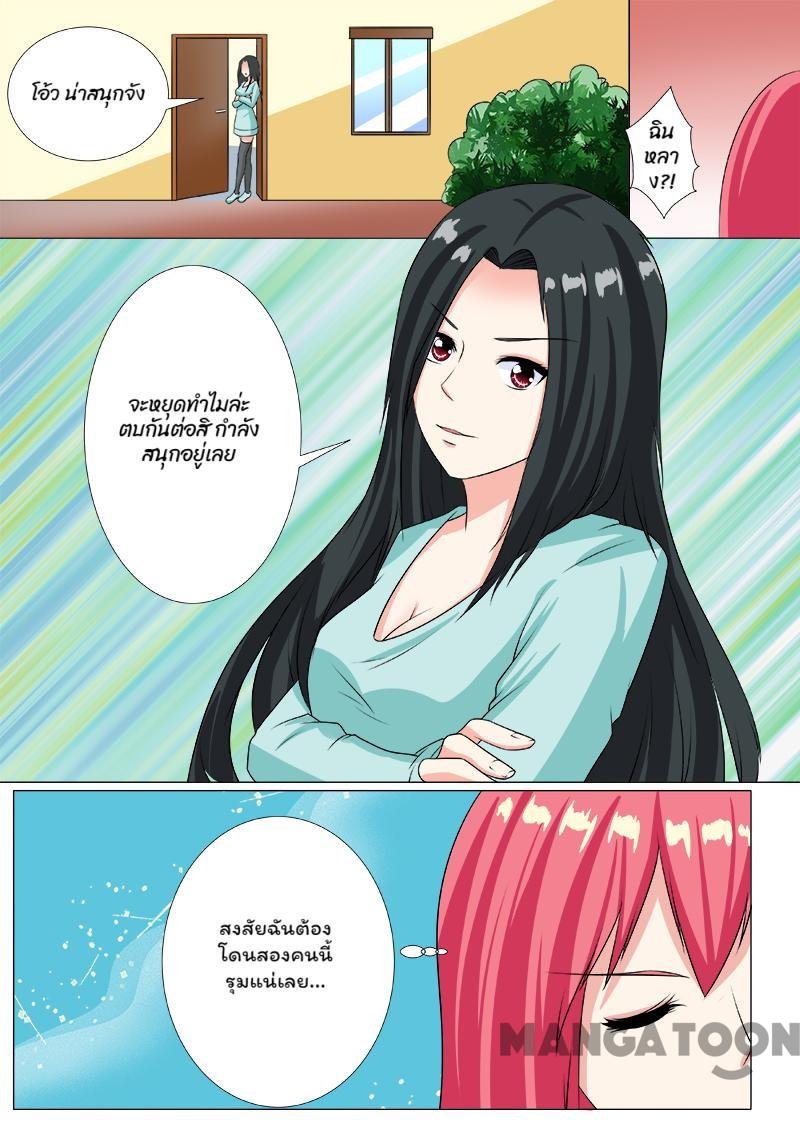 โอ้ว น่าสนุกจัง
ฉิน
หลา
ง?!
จะหยุดทำไมล่ะ
ตบกันต่อสิ กำลัง
สนุกอยู่เลย
สงสัยฉันต้อง
โดนสองคนนี้
รุมแน่เลย...
MANGATOON